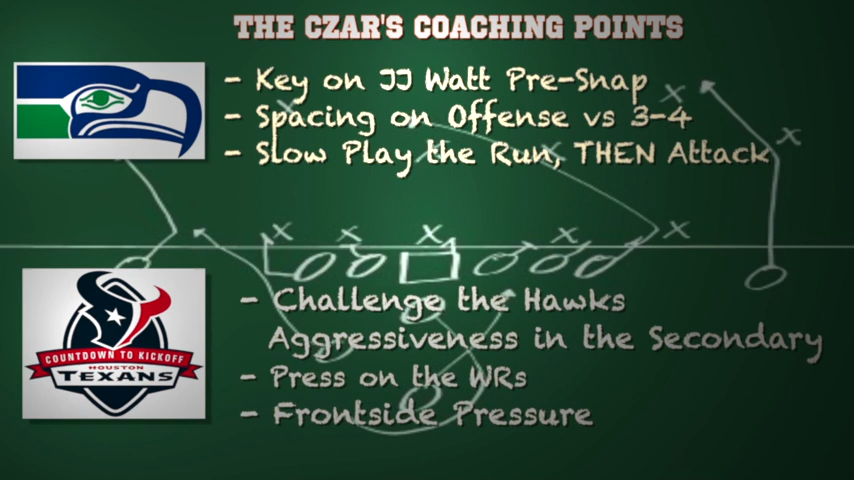 THE CZAR'S COACHING POINTS
- Key on JJ Watt Pre-Snap
- Spacing on Offense vs 3-4
- Slow Play the Run, THEN Attack
- Challenge the Hawks
Aggressiveness in the Secondary
- Press on the WRs
- Frontside Pressure
COUNTDOWN TO KICKOFF
HOUSTON
TEXANS